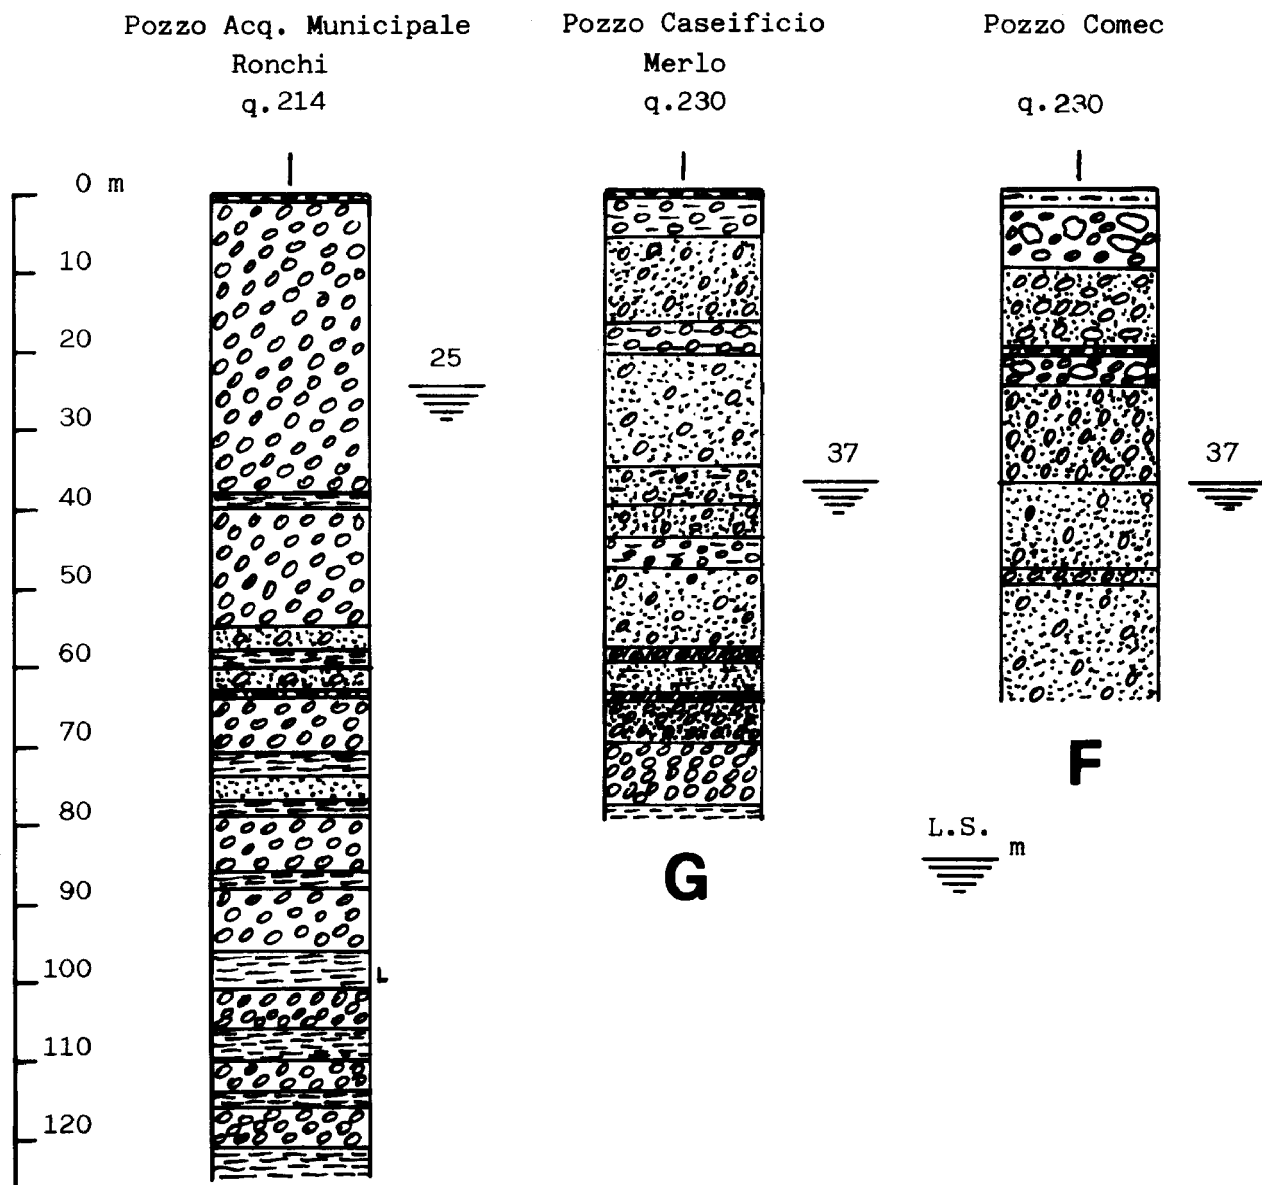 Pozzo Acq. Municipale
Ronchi
q.214
Pozzo Caseificio
Merlo
q.230
Pozzo Comec
q.230
0 m
10
20
30
40
50
60
70
80
90
100
110
120
25
37
37
L
G
F
L.S. m